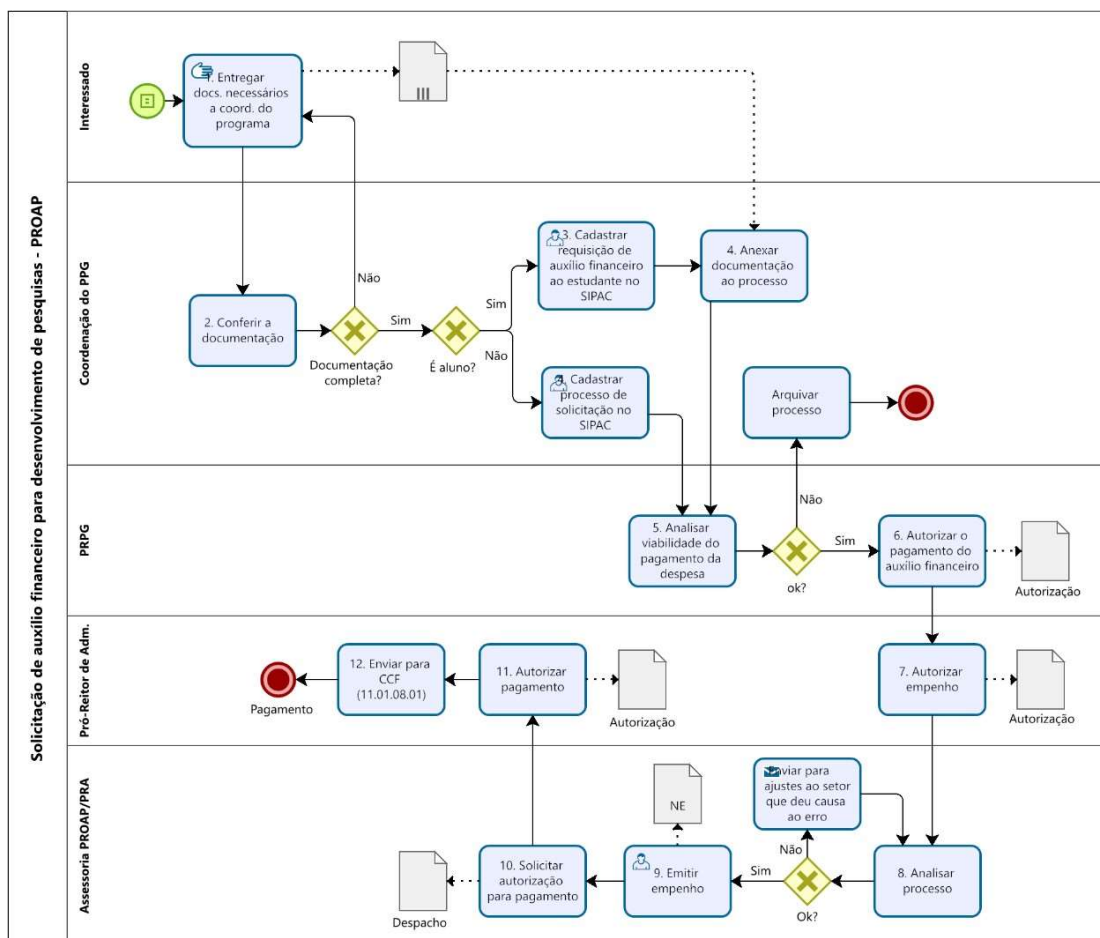 Solicitação de auxílio financeiro para desenvolvimento de pesquisas - PROAP
Interessado
1. Entregar
docs. necessários
a coord. do
programa
Coordenação do PPG
2. Conferir a
documentação
Não
Documentação
completa?
Sim
É aluno?
Sim
Não
3. Cadastrar
requisição de
auxílio financeiro
ao estudante no
SIPAC
4. Anexar
documentação
ao processo
Cadastrar
processo de
solicitação no
SIPAC
Arquivar
processo
PRPG
5. Analisar
viabilidade do
pagamento da
despesa
Não
ok?
Sim
6. Autorizar o
pagamento do
auxílio financeiro
Autorização
Pró-Reitor de Adm.
Pagamento
12. Enviar para
CCF
(11.01.08.01)
11. Autorizar
pagamento
Autorização
7. Autorizar
empenho
Autorização
Assessoria PROAP/PRA
Despacho
10. Solicitar
autorização
para pagamento
NE
9. Emitir
empenho
Sim
Não
Ok?
Enviar para
ajustes ao setor
que deu causa
ao erro
8. Analisar
processo